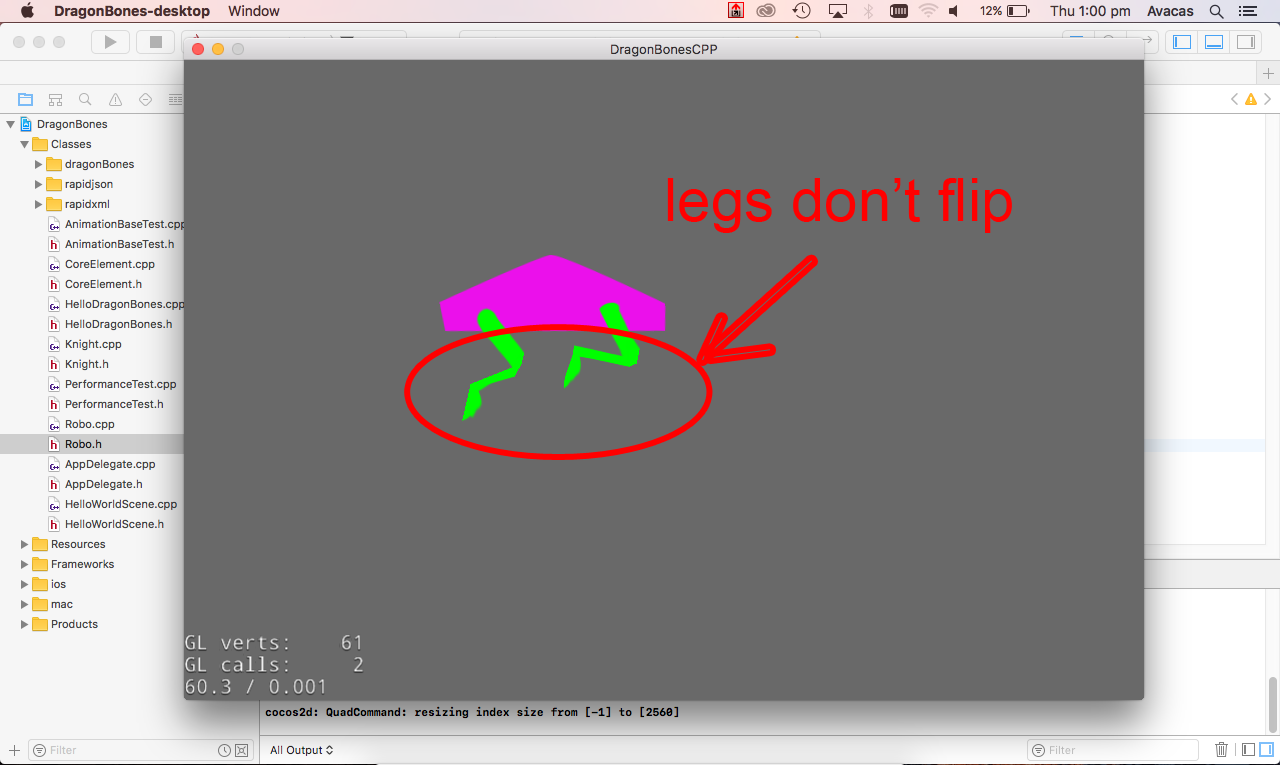 DragonBones-desktop Window 12% Thu 1:00 pm Avacas
DragonBonesCPP
DragonBones
Classes
dragonBones
rapidjson
rapidxml
AnimationBaseTest.cpp
AnimationBaseTest.h
CoreElement.cpp
CoreElement.h
HelloDragonBones.cpp
HelloDragonBones.h
Knight.cpp
Knight.h
PerformanceTest.cpp
PerformanceTest.h
Robo.cpp
Robo.h
AppDelegate.cpp
AppDelegate.h
HelloWorldScene.cpp
HelloWorldScene.h
Resources
Frameworks
ios
mac
Products
legs don’t flip
GL verts: 61
GL calls: 2
60.3 / 0.001
cocos2d: QuadCommand: resizing index size from [-1] to [2560]
Filter
All Output
Filter